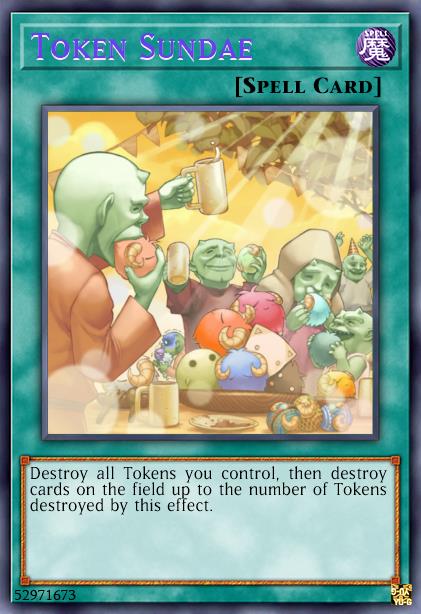 Token Sundae
SPELL
魔
[Spell Card]
Destroy all Tokens you control, then destroy
cards on the field up to the number of Tokens
destroyed by this effect.
52971673